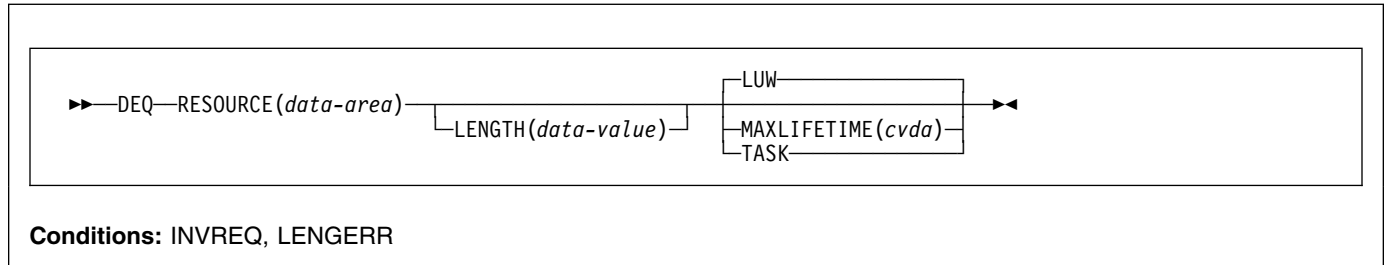 LUW
DEQ RESOURCE(data-area)
LENGTH(data-value)
MAXLIFETIME(cvda)
TASK
Conditions: INVREQ, LENGERR